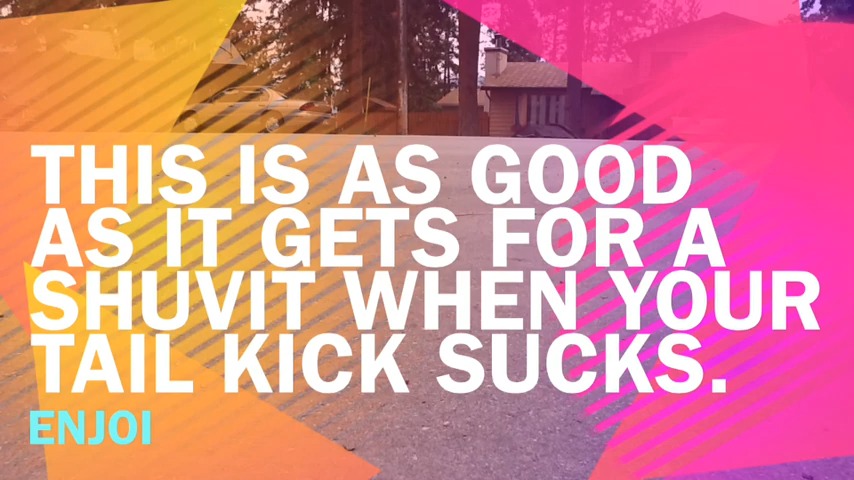 THIS IS AS GOOD
AS IT GETS FOR A
SHUVIT WHEN YOUR
TAIL KICK SUCKS.
ENJOI